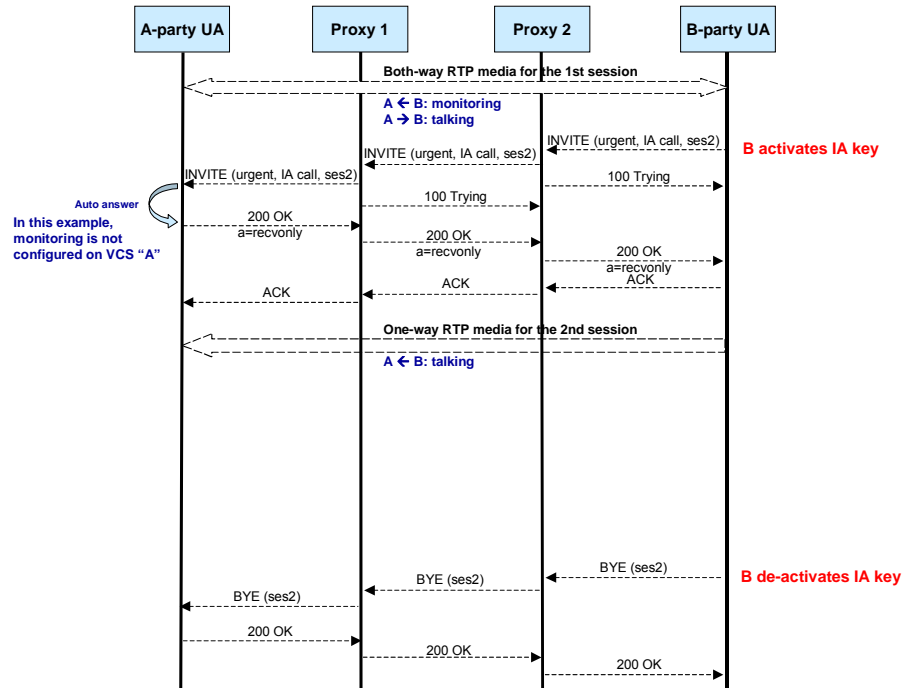 A-party UA
Proxy 1
Proxy 2
B-party UA
Both-way RTP media for the 1st session
A ← B: monitoring
A → B: talking
INVITE (urgent, IA call, ses2)
B activates IA key
INVITE (urgent, IA call, ses2)
INVITE (urgent, IA call, ses2)
100 Trying
Auto answer
100 Trying
In this example,
monitoring is not
configured on VCS “A”
200 OK
a=recvonly
200 OK
a=recvonly
200 OK
a=recvonly
ACK
ACK
ACK
One-way RTP media for the 2nd session
A ← B: talking
BYE (ses2)
B de-activates IA key
BYE (ses2)
BYE (ses2)
200 OK
200 OK
200 OK